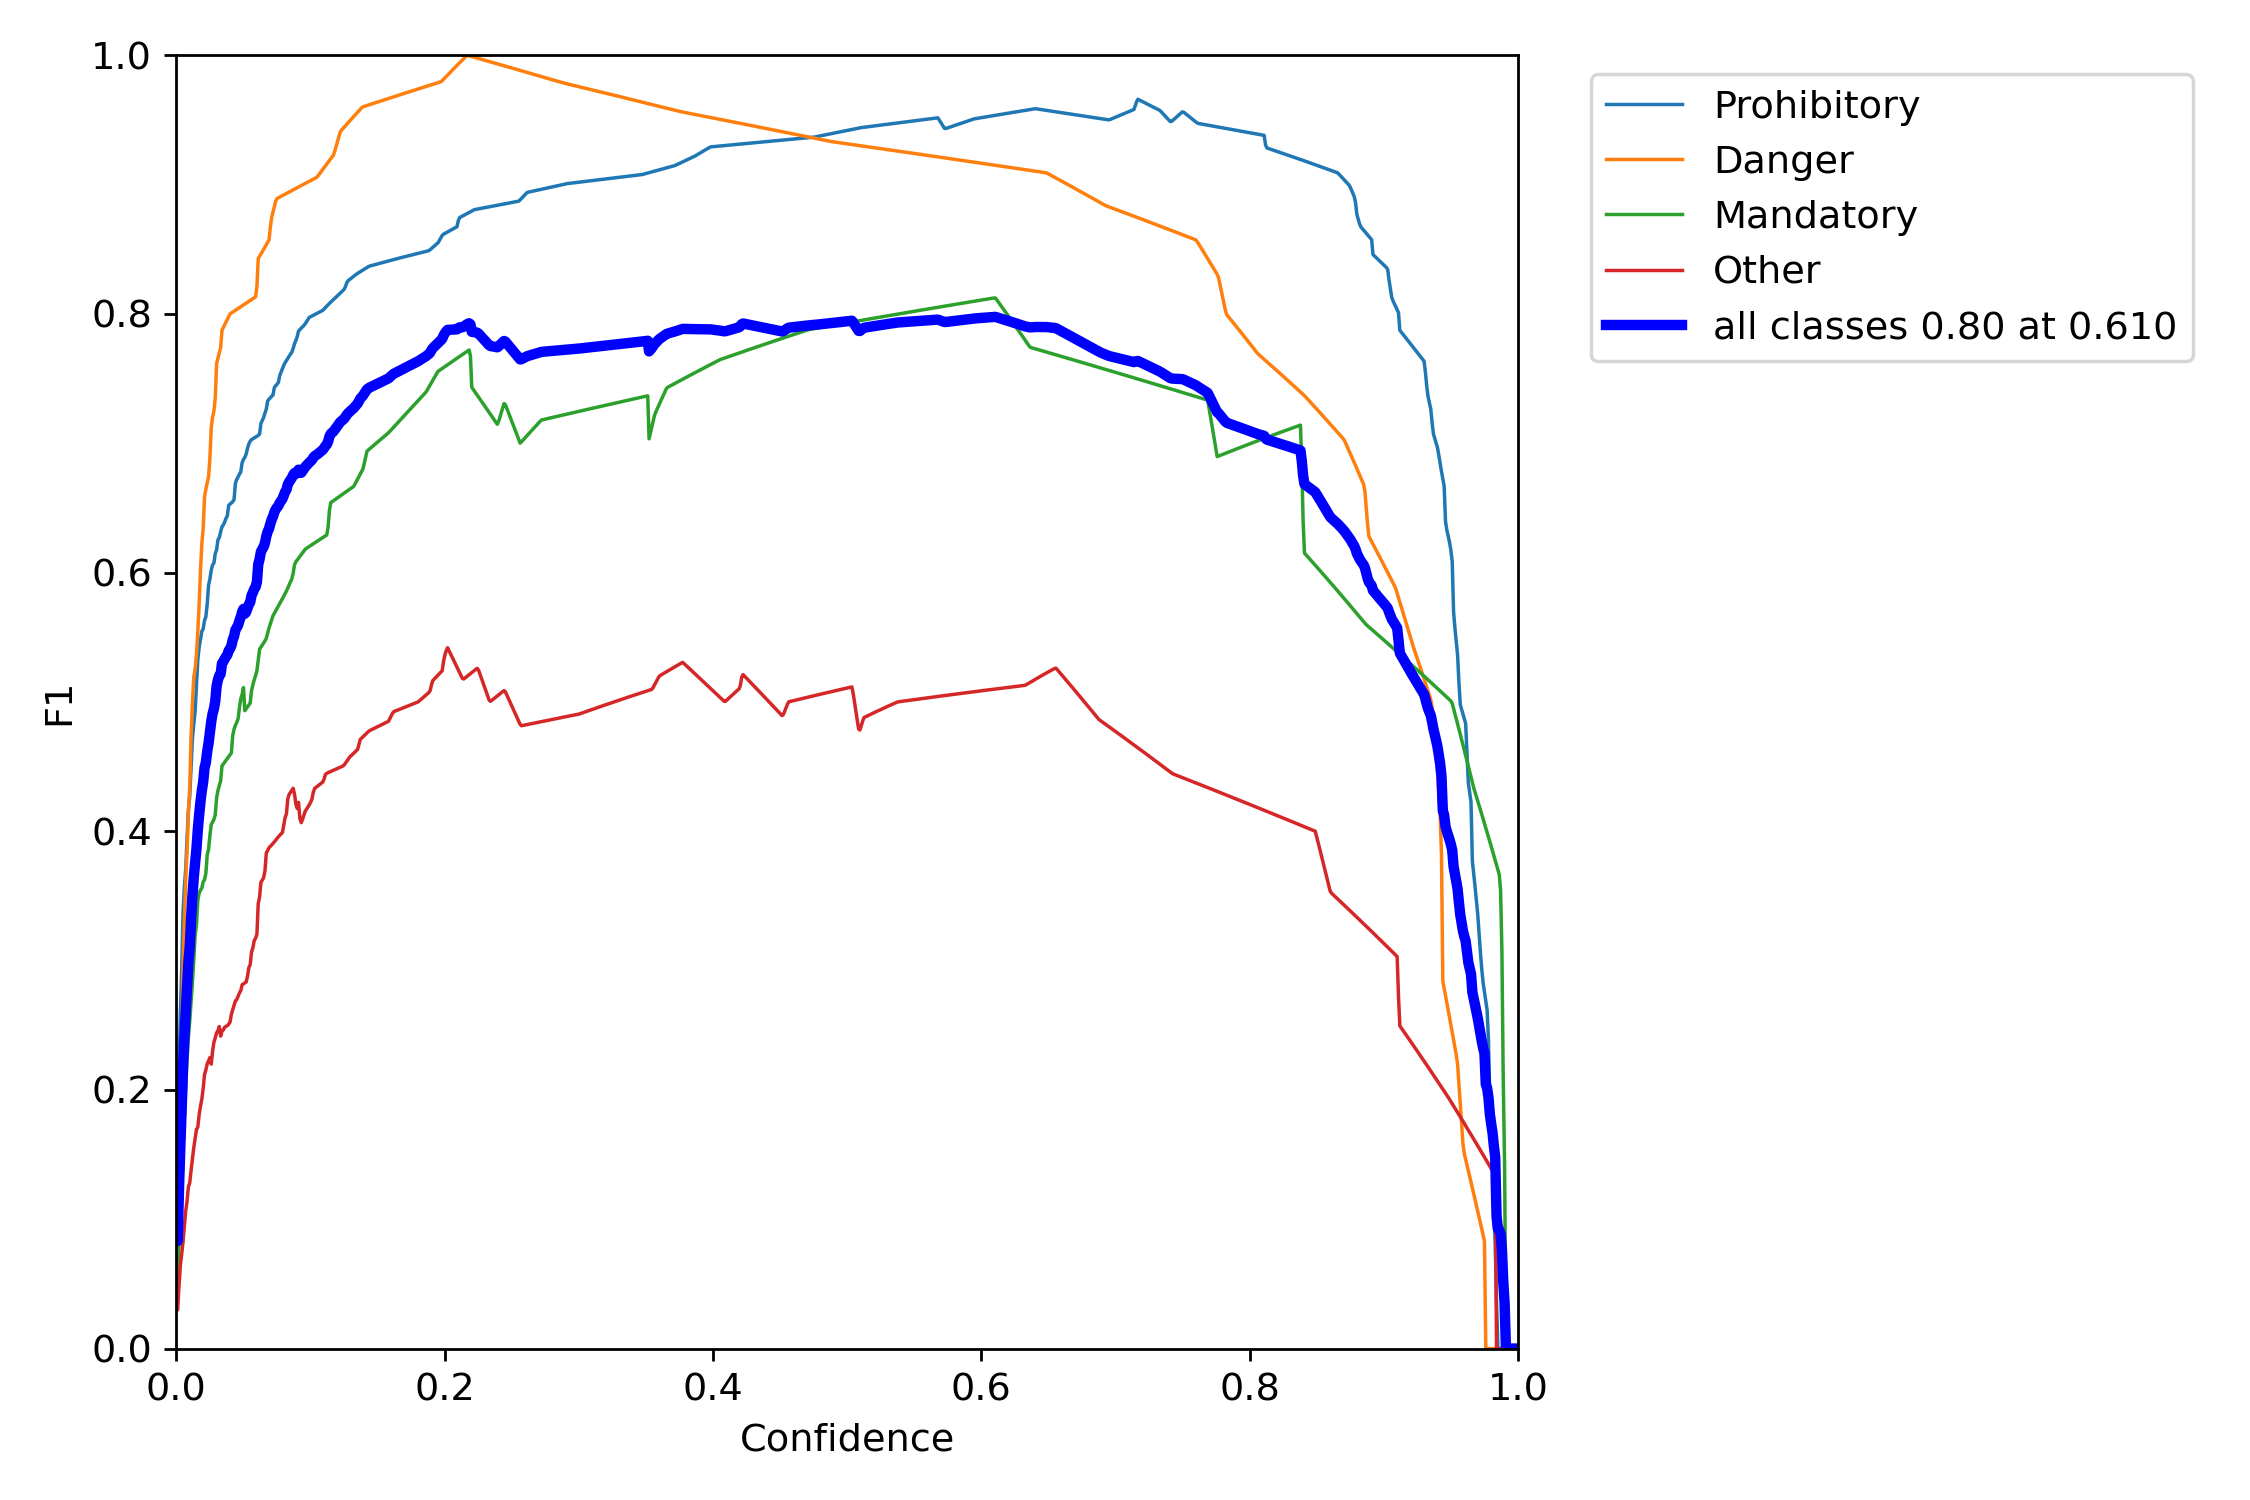 1.0
0.8
0.6
0.4
0.2
0.0
F1
0.0 0.2 0.4 0.6 0.8 1.0
Confidence
Prohibitory
Danger
Mandatory
Other
all classes 0.80 at 0.610